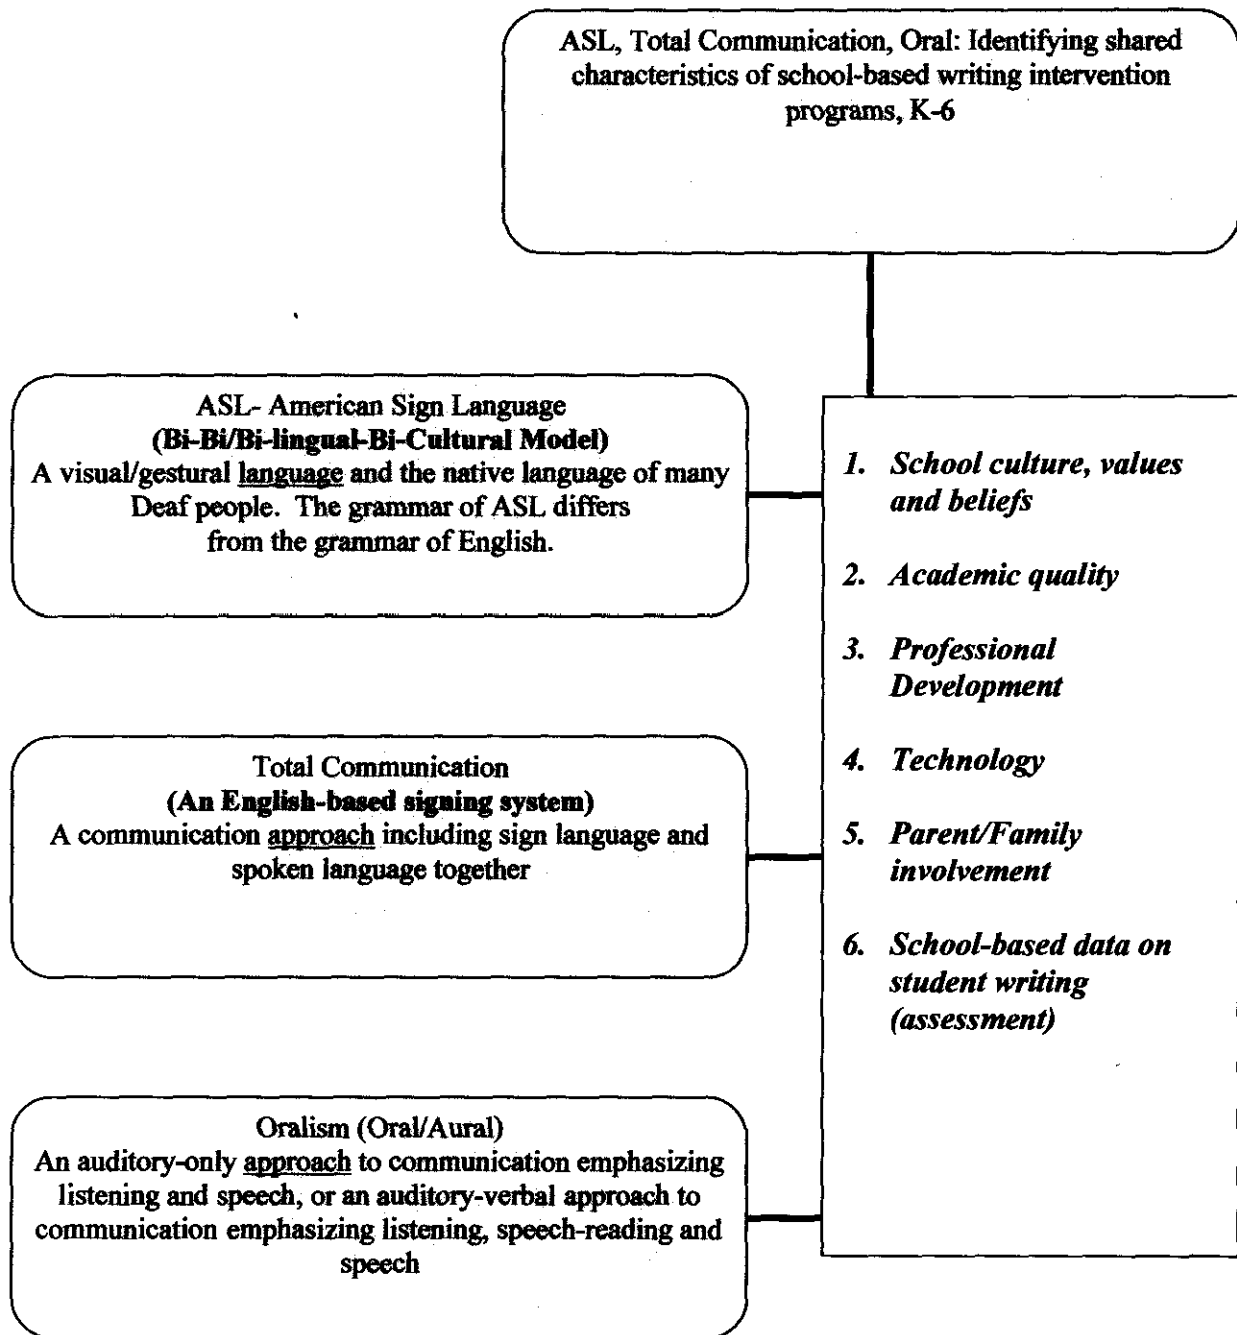 ASL, Total Communication, Oral: Identifying shared
characteristics of school-based writing intervention
programs, K-6
ASL- American Sign Language
(Bi-Bi/Bi-lingual-Bi-Cultural Model)
A visual/gestural language and the native language of many
Deaf people. The grammar of ASL differs
from the grammar of English.
Total Communication
(An English-based signing system)
A communication approach including sign language and
spoken language together
Oralism (Oral/Aural)
An auditory-only approach to communication emphasizing
listening and speech, or an auditory-verbal approach to
communication emphasizing listening, speech-reading and
speech
1. School culture, values
and beliefs
2. Academic quality
3. Professional
Development
4. Technology
5. Parent/Family
involvement
6. School-based data on
student writing
(assessment)